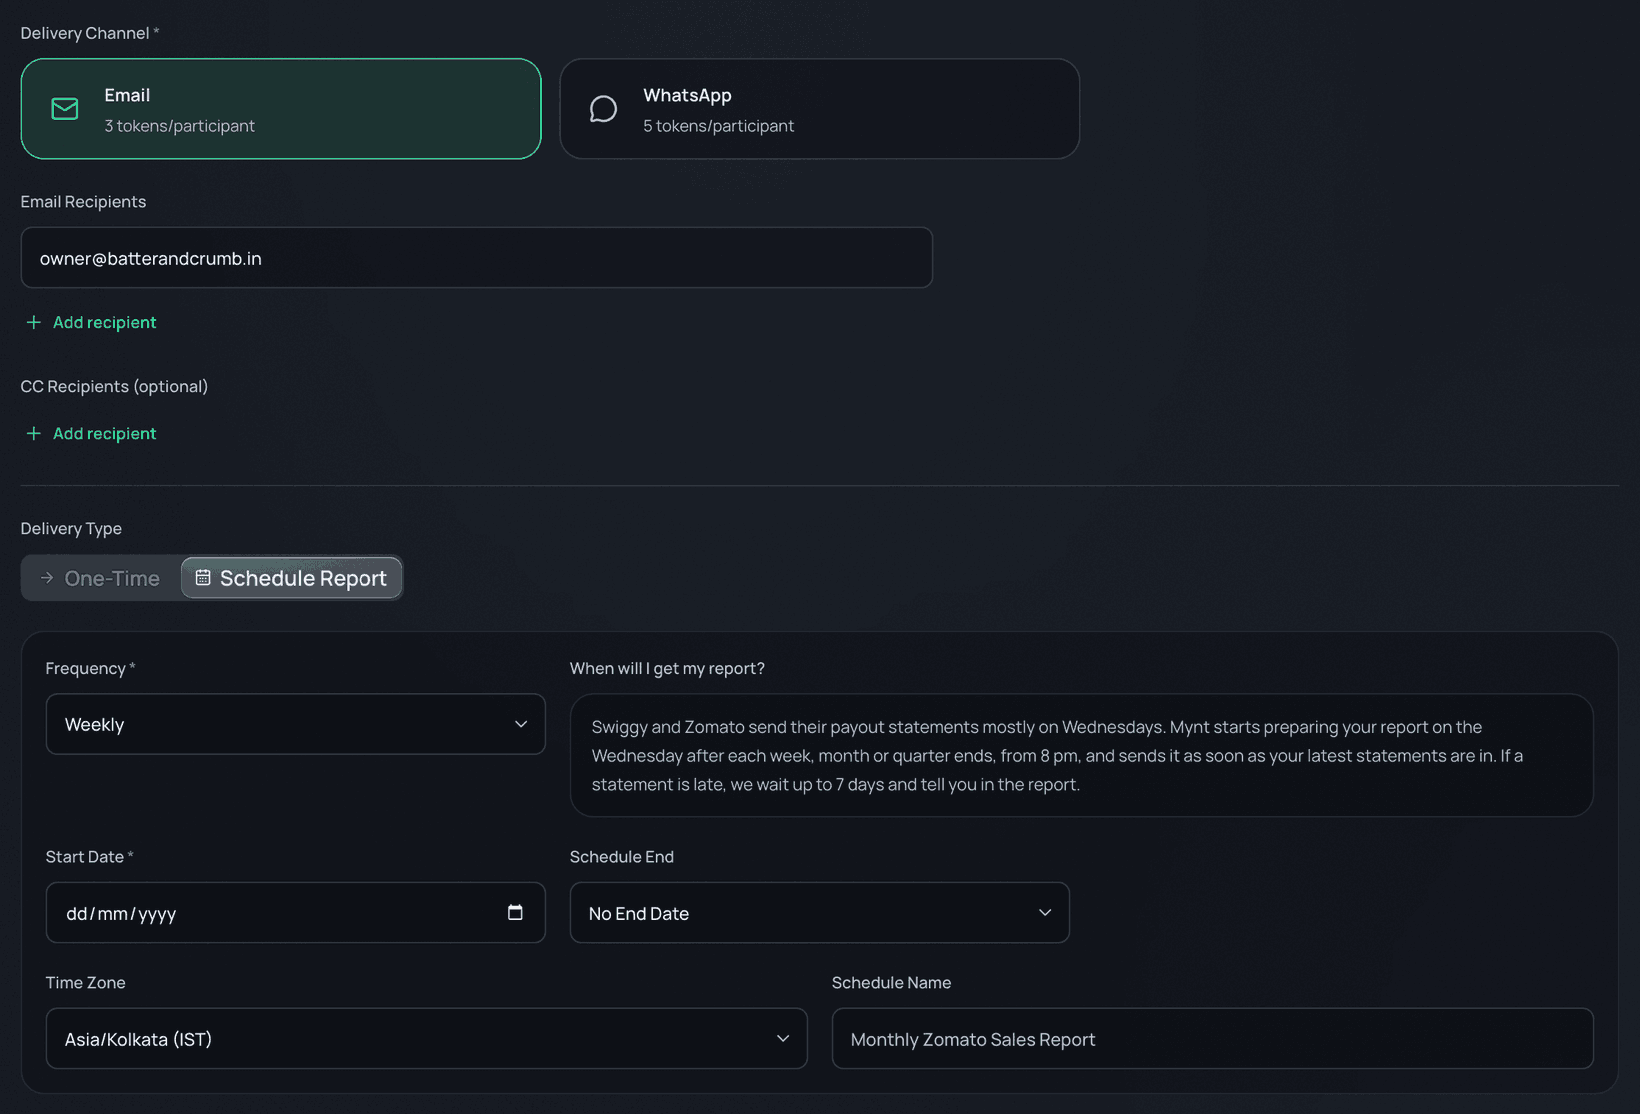 Delivery Channel *
Email
3 tokens/participant
WhatsApp
5 tokens/participant
Email Recipients
owner@batterandcrumb.in
+ Add recipient
CC Recipients (optional)
+ Add recipient
Delivery Type
→ One-Time
Schedule Report
Frequency *
Weekly
When will I get my report?
Swiggy and Zomato send their payout statements mostly on Wednesdays. Mynt starts preparing your report on the
Wednesday after each week, month or quarter ends, from 8 pm, and sends it as soon as your latest statements are in. If a
statement is late, we wait up to 7 days and tell you in the report.
Start Date *
dd/mm/yyyy
Schedule End
No End Date
Time Zone
Asia/Kolkata (IST)
Schedule Name
Monthly Zomato Sales Report